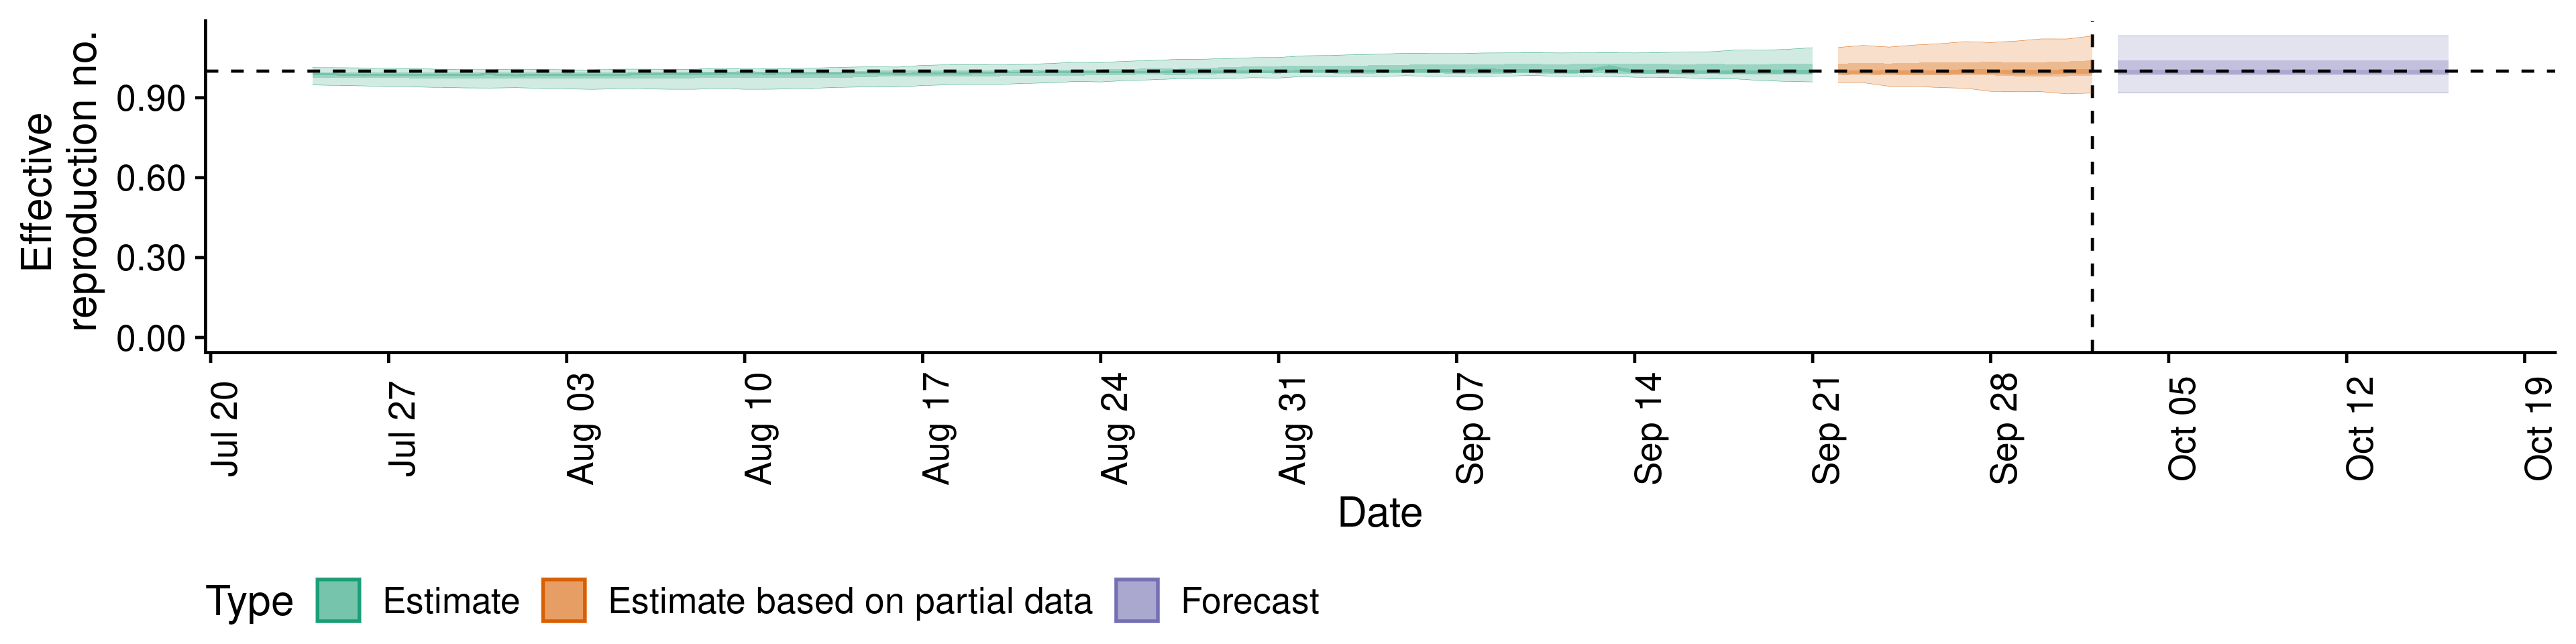 Effective
reproduction no.
0.90
0.60
0.30
0.00
Jul 20
Jul 27
Aug 03
Aug 10
Aug 17
Aug 24
Aug 31
Sep 07
Sep 14
Sep 21
Sep 28
Oct 05
Oct 12
Oct 19
Date
Type Estimate Estimate based on partial data Forecast